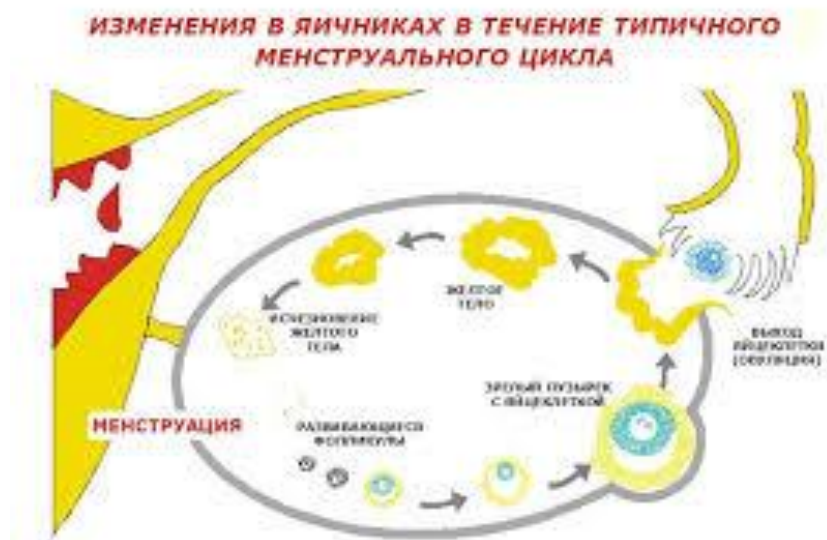 ИЗМЕНЕНИЯ В ЯИЧНИКАХ В ТЕЧЕНИЕ ТИПИЧНОГО
МЕНСТРУАЛЬНОГО ЦИКЛА
ЖЕЛТОЕ
ТЕЛО
ИСЧЕЗНОВЕНИЕ
ЖЕЛТОГО
ТЕЛА
ВЫХОД
ЯЙЦЕКЛЕТКИ
(ОВУЛЯЦИЯ)
ЗРЕЛЫЙ ПУЗЫРЕК
С ЯЙЦЕКЛЕТКОЙ
МЕНСТРУАЦИЯ
РАЗВИВАЮЩИЕСЯ
ФОЛЛИКУЛЫ